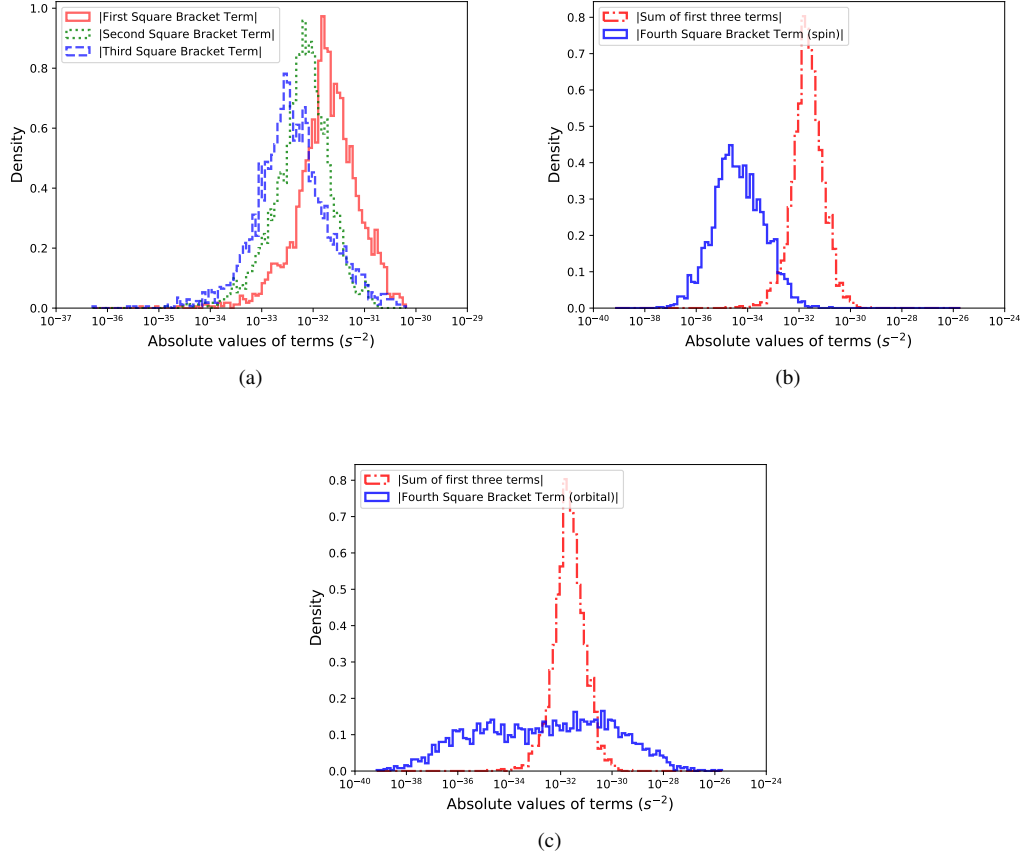 |First Square Bracket Term|
|Second Square Bracket Term|
|Third Square Bracket Term|
1.0
0.8
0.6
0.4
0.2
0.0
Density
10⁻³⁷ 10⁻³⁶ 10⁻³⁵ 10⁻³⁴ 10⁻³³ 10⁻³² 10⁻³¹ 10⁻³⁰ 10⁻²⁹
Absolute values of terms (s⁻²)
(a)
|Sum of first three terms|
|Fourth Square Bracket Term (spin)|
0.8
0.7
0.6
0.5
0.4
0.3
0.2
0.1
0.0
Density
10⁻⁴⁰ 10⁻³⁸ 10⁻³⁶ 10⁻³⁴ 10⁻³² 10⁻³⁰ 10⁻²⁸ 10⁻²⁶ 10⁻²⁴
Absolute values of terms (s⁻²)
(b)
|Sum of first three terms|
|Fourth Square Bracket Term (orbital)|
0.8
0.7
0.6
0.5
0.4
0.3
0.2
0.1
0.0
Density
10⁻⁴⁰ 10⁻³⁸ 10⁻³⁶ 10⁻³⁴ 10⁻³² 10⁻³⁰ 10⁻²⁸ 10⁻²⁶ 10⁻²⁴
Absolute values of terms (s⁻²)
(c)